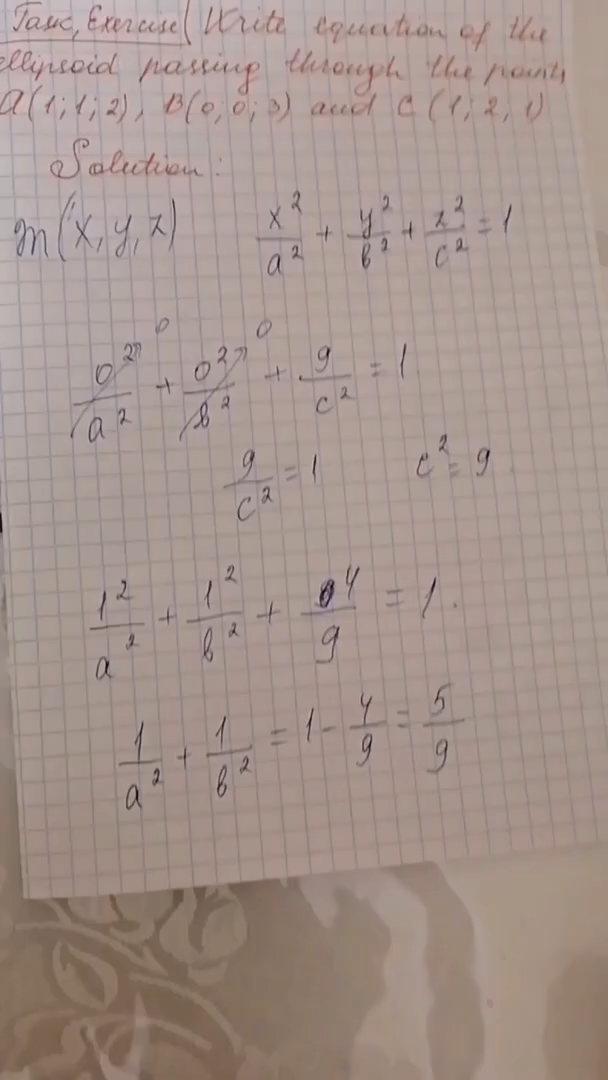 Task, Exercise Write equation of the
ellipsoid passing through the points
A(1; 1; 2), B(0; 0; 3) and C (1; 2, 1)
Solution:
m(x, y, z) x²/a² + y²/b² + z²/c² = 1
0²/a² 0 + 0²/b² 0 + 9/c² = 1
9/c² = 1 c² = 9
1²/a² + 1²/b² + 4/9 = 1.
1/a² + 1/b² = 1 - 4/9 = 5/9